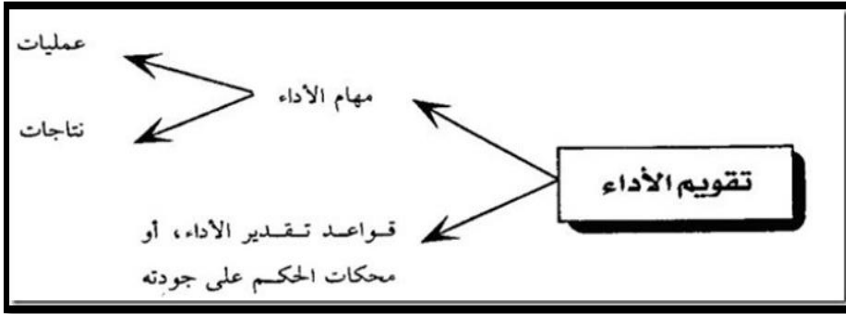 تقويم الأداء
مهام الأداء
عمليات
نتاجات
قواعد تقدير الأداء، أو
محكات الحكم على جودته